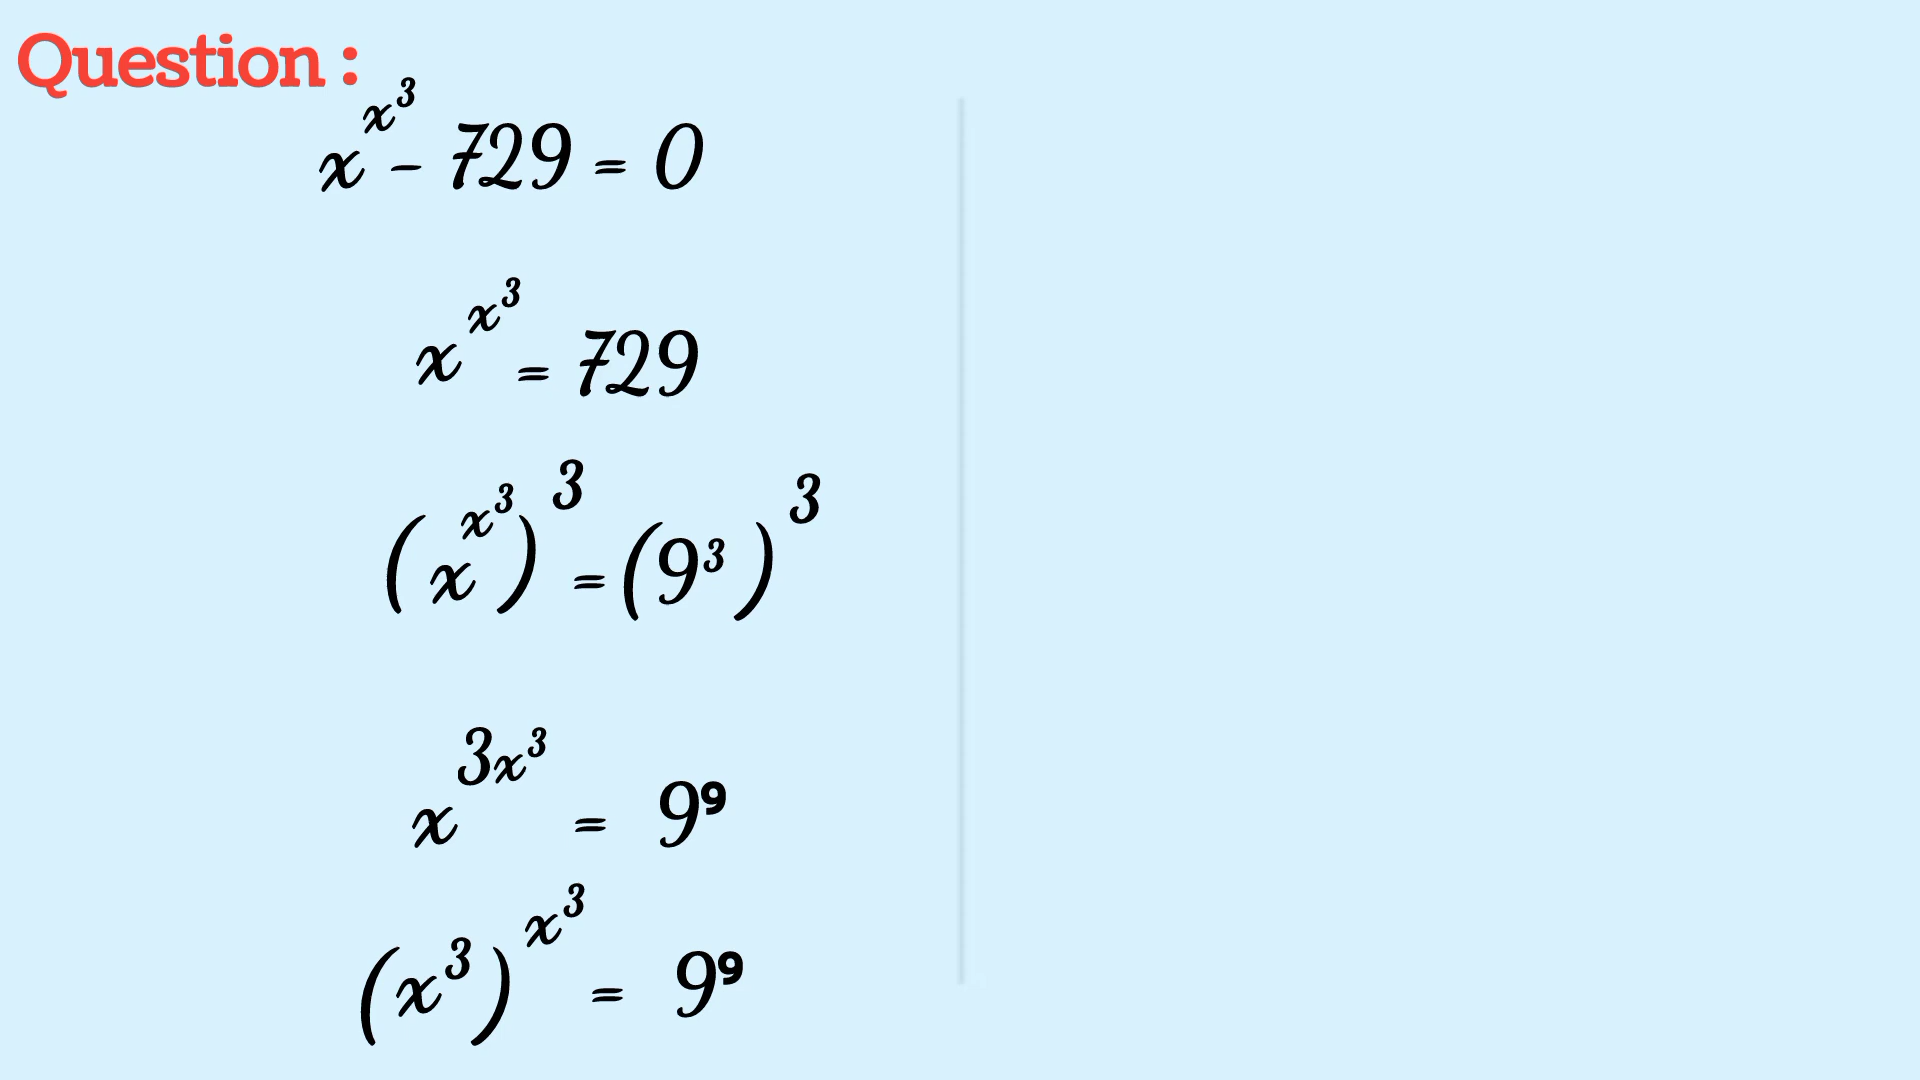 Question :
x^{x^3} - 729 = 0
x^{x^3} = 729
(x^{x^3})^3 = (9^3)^3
x^{3x^3} = 9^9
(x^3)^{x^3} = 9^9